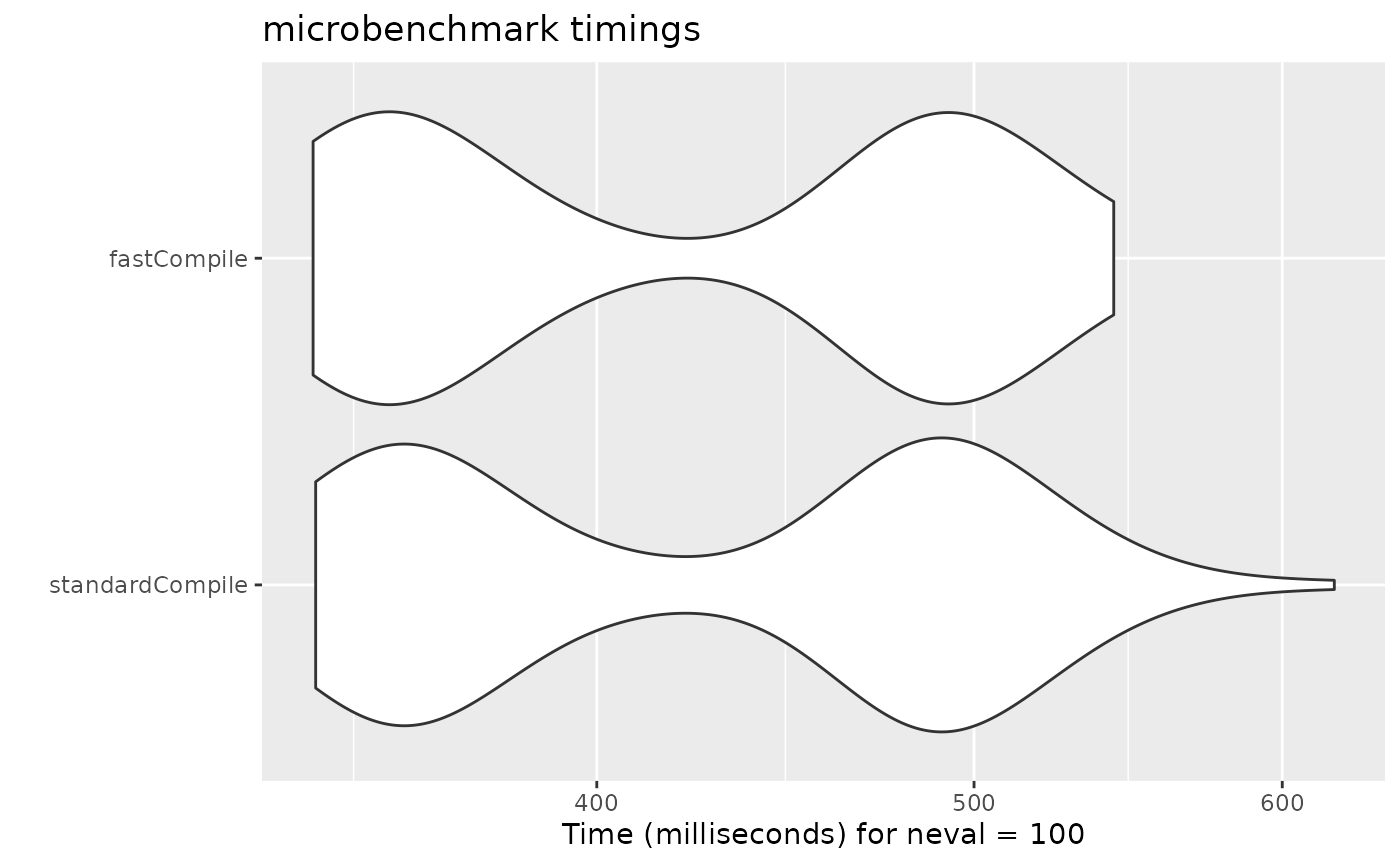 microbenchmark timings
fastCompile
standardCompile
400 500 600
Time (milliseconds) for neval = 100